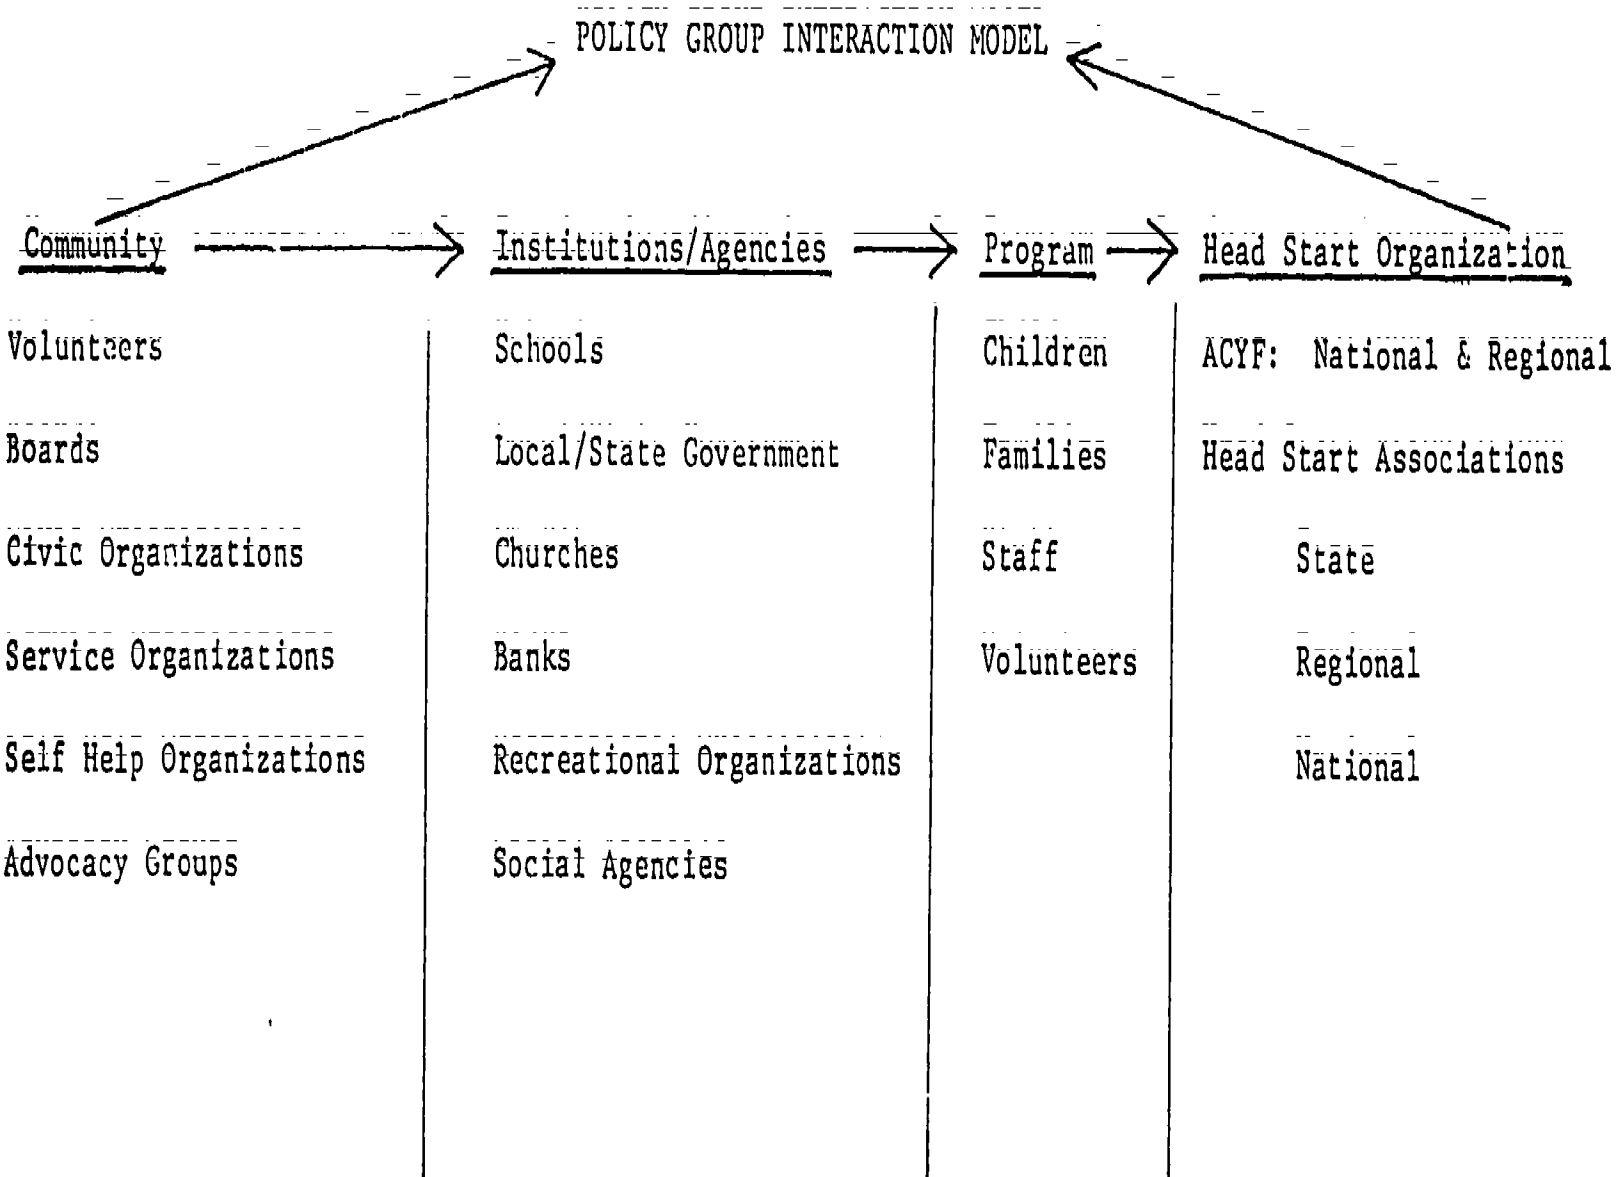 POLICY GROUP INTERACTION MODEL
Community
Institutions/Agencies
Program
Head Start Organization
Volunteers
Boards
Civic Organizations
Service Organizations
Self Help Organizations
Advocacy Groups
Schools
Local/State Government
Churches
Banks
Recreational Organizations
Social Agencies
Children
Families
Staff
Volunteers
ACYF: National & Regional
Head Start Associations
State
Regional
National